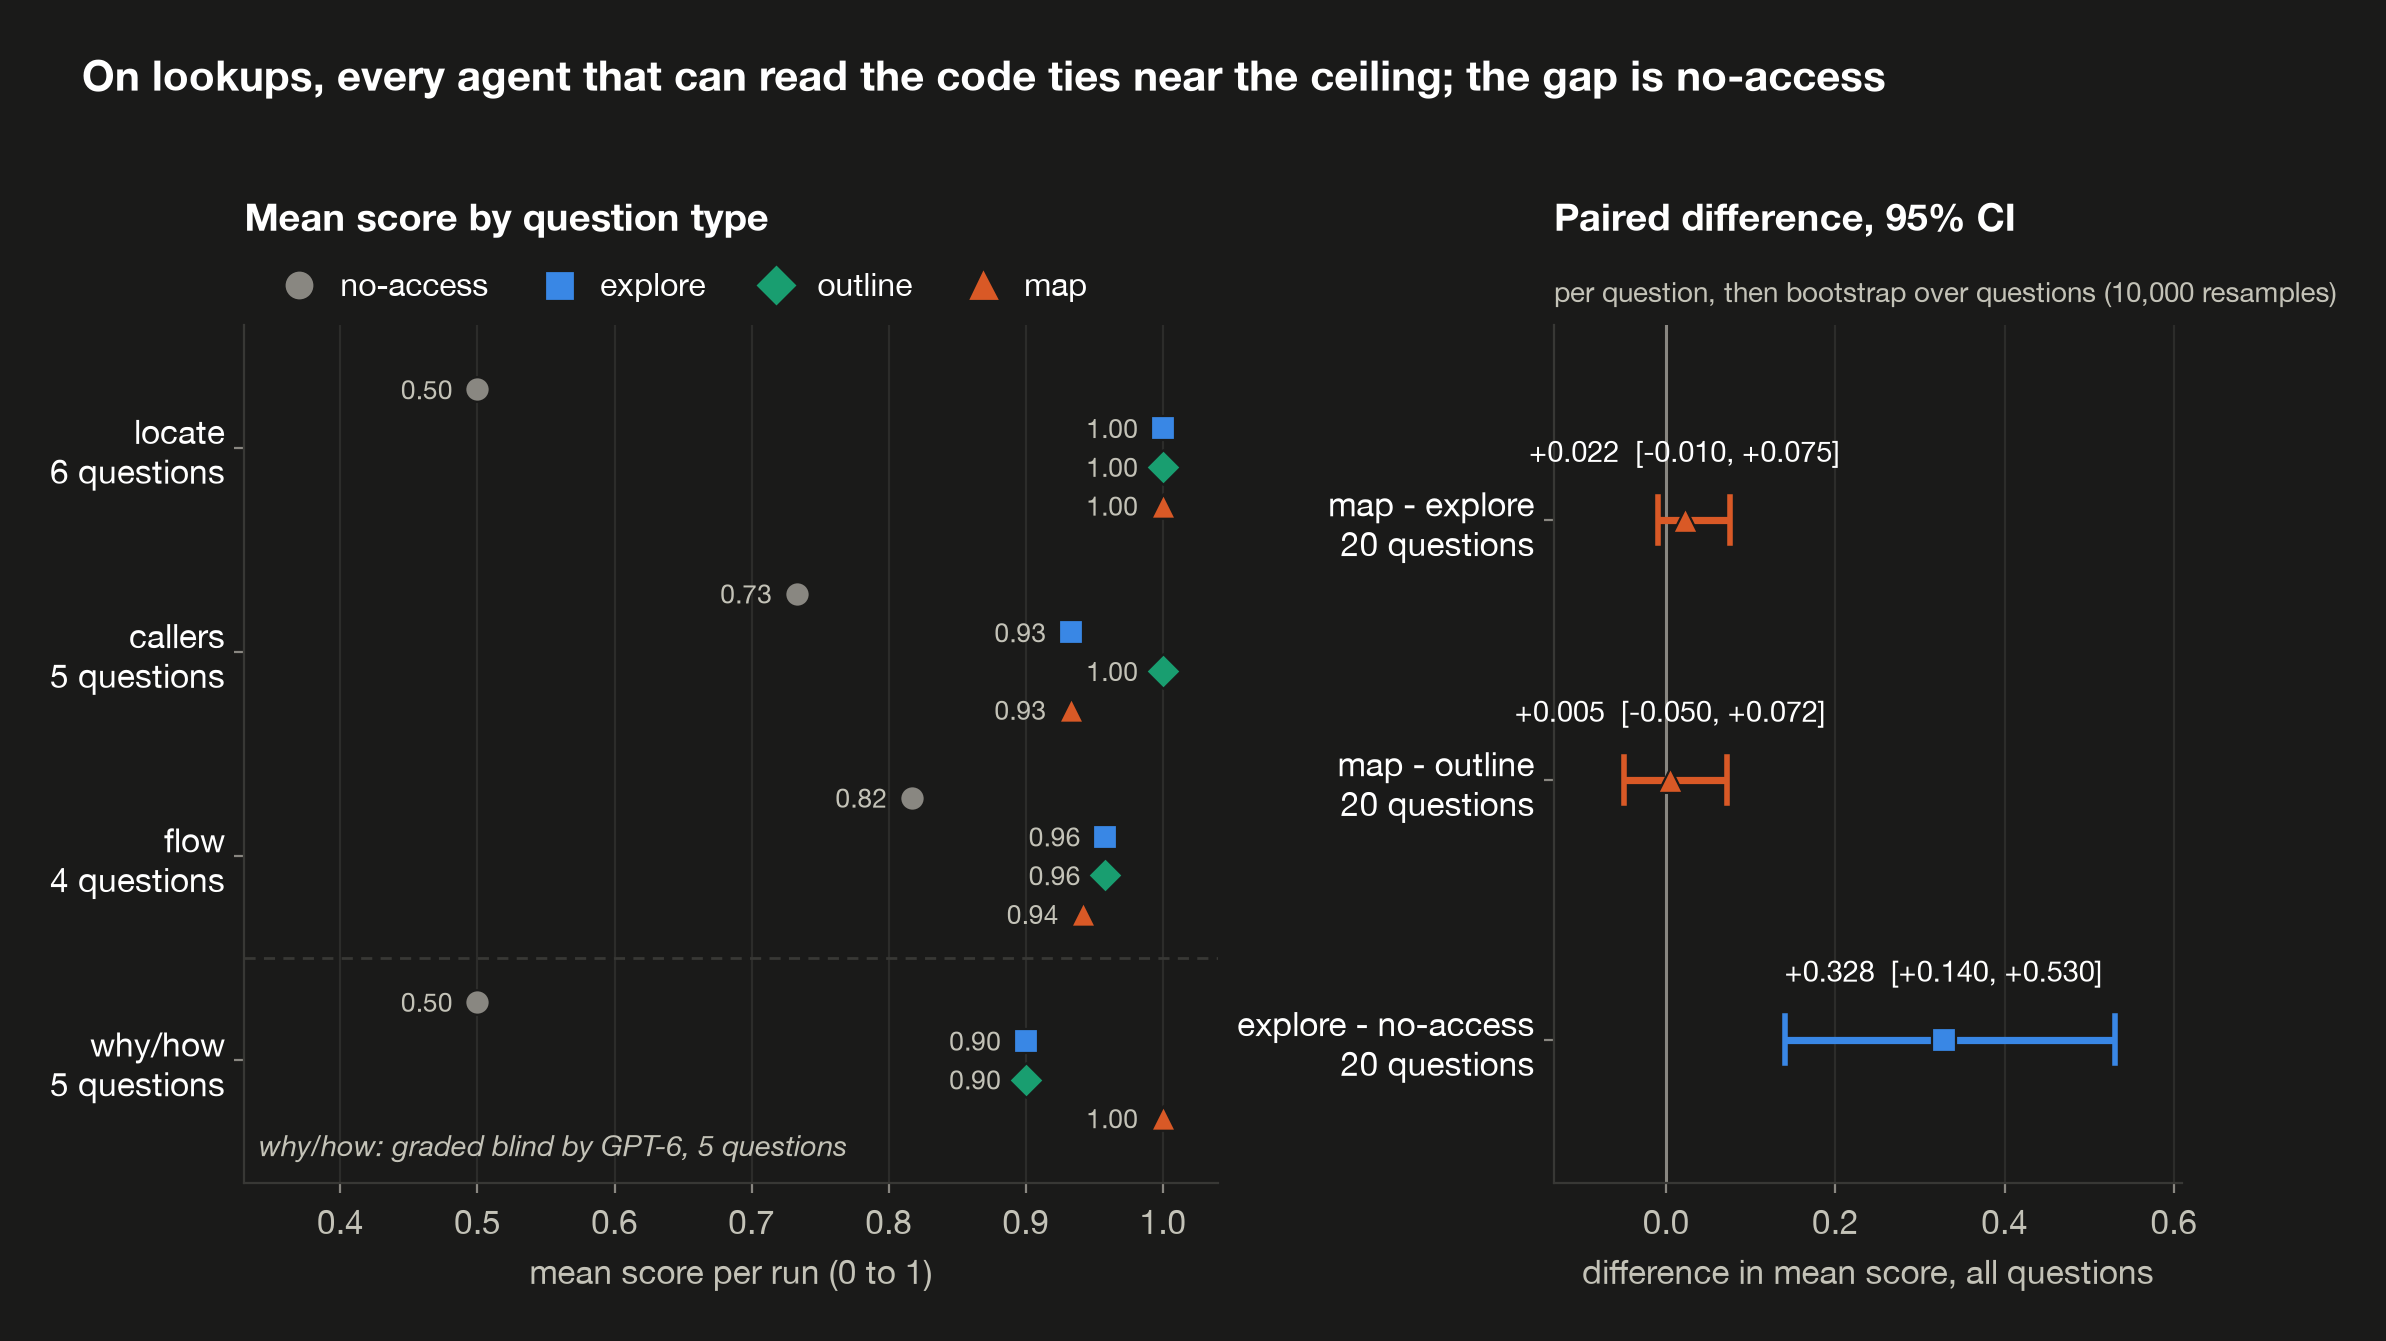 On lookups, every agent that can read the code ties near the ceiling; the gap is no-access
Mean score by question type
no-access explore outline map
0.50
locate
6 questions
1.00
1.00
1.00
0.73
callers
5 questions
0.93
1.00
0.93
0.82
flow
4 questions
0.96
0.96
0.94
0.50
why/how
5 questions
0.90
0.90
1.00
why/how: graded blind by GPT-6, 5 questions
0.4 0.5 0.6 0.7 0.8 0.9 1.0
mean score per run (0 to 1)
Paired difference, 95% CI
per question, then bootstrap over questions (10,000 resamples)
+0.022 [-0.010, +0.075]
map - explore
20 questions
+0.005 [-0.050, +0.072]
map - outline
20 questions
+0.328 [+0.140, +0.530]
explore - no-access
20 questions
0.0 0.2 0.4 0.6
difference in mean score, all questions